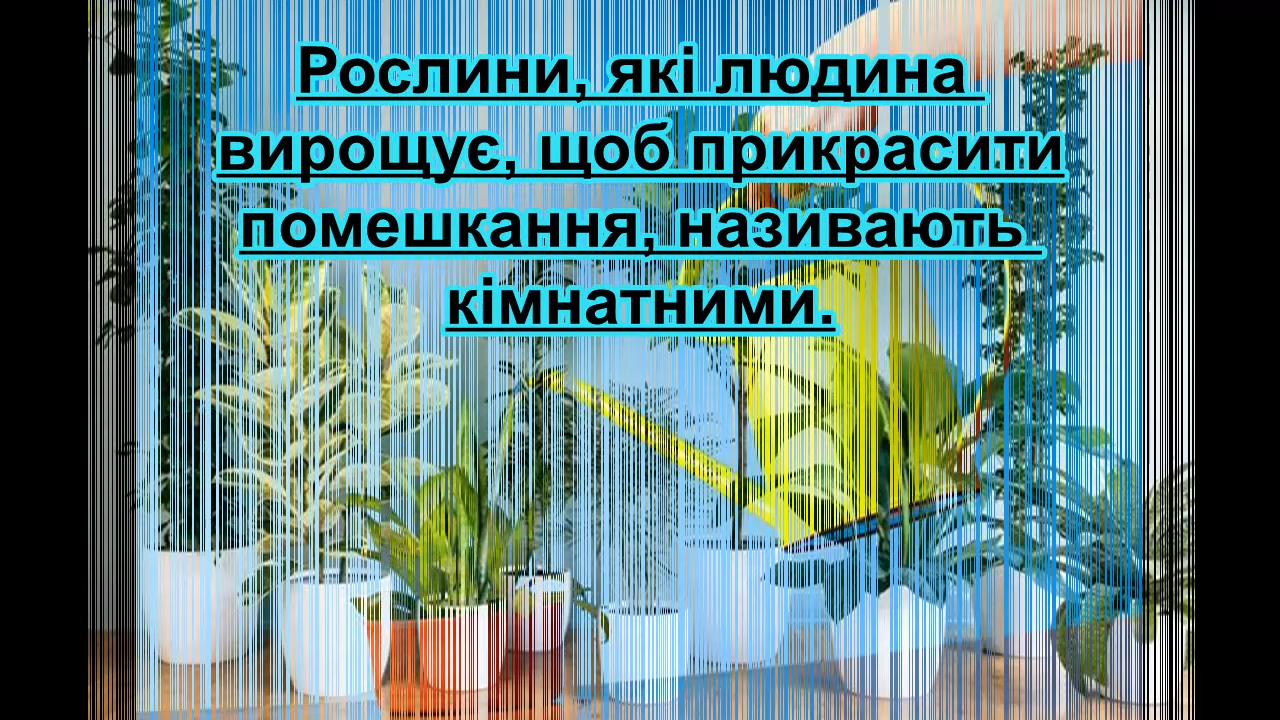 Рослини, які людина
вирощує, щоб прикрасити
помешкання, називають
кімнатними.